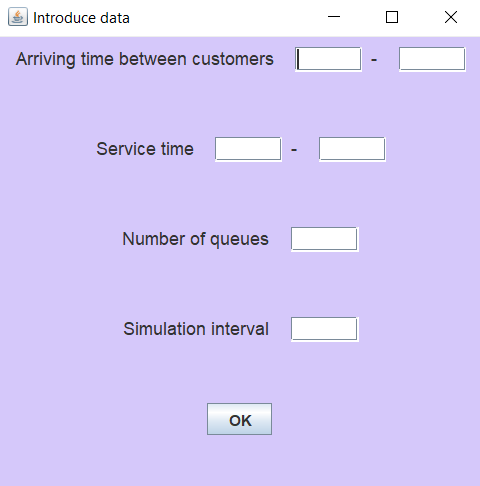 Introduce data
Arriving time between customers -
Service time -
Number of queues
Simulation interval
OK